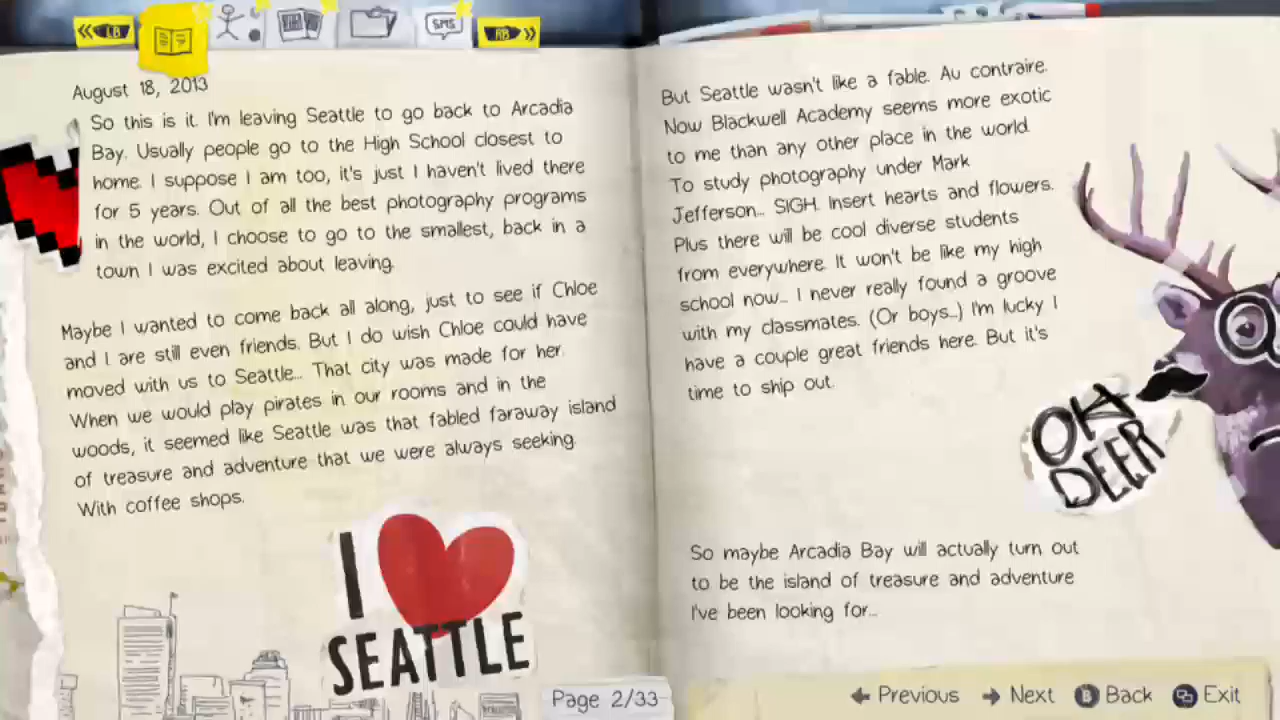 LB
SMS
RB
August 18, 2013
So this is it. I'm leaving Seattle to go back to Arcadia
Bay. Usually people go to the High School closest to
home. I suppose I am too, it's just I haven't lived there
for 5 years. Out of all the best photography programs
in the world, I choose to go to the smallest, back in a
town I was excited about leaving.
Maybe I wanted to come back all along, just to see if Chloe
and I are still even friends. But I do wish Chloe could have
moved with us to Seattle... That city was made for her.
When we would play pirates in our rooms and in the
woods, it seemed like Seattle was that fabled faraway island
of treasure and adventure that we were always seeking.
With coffee shops.
I
SEATTLE
But Seattle wasn't like a fable. Au contraire.
Now Blackwell Academy seems more exotic
to me than any other place in the world.
To study photography under Mark
Jefferson... SIGH. Insert hearts and flowers.
Plus there will be cool diverse students
from everywhere. It won't be like my high
school now... I never really found a groove
with my classmates. (Or boys...) I'm lucky I
have a couple great friends here. But it's
time to ship out.
OH
DEER
So maybe Arcadia Bay will actually turn out
to be the island of treasure and adventure
I've been looking for...
Page 2/33
Previous Next B Back Exit